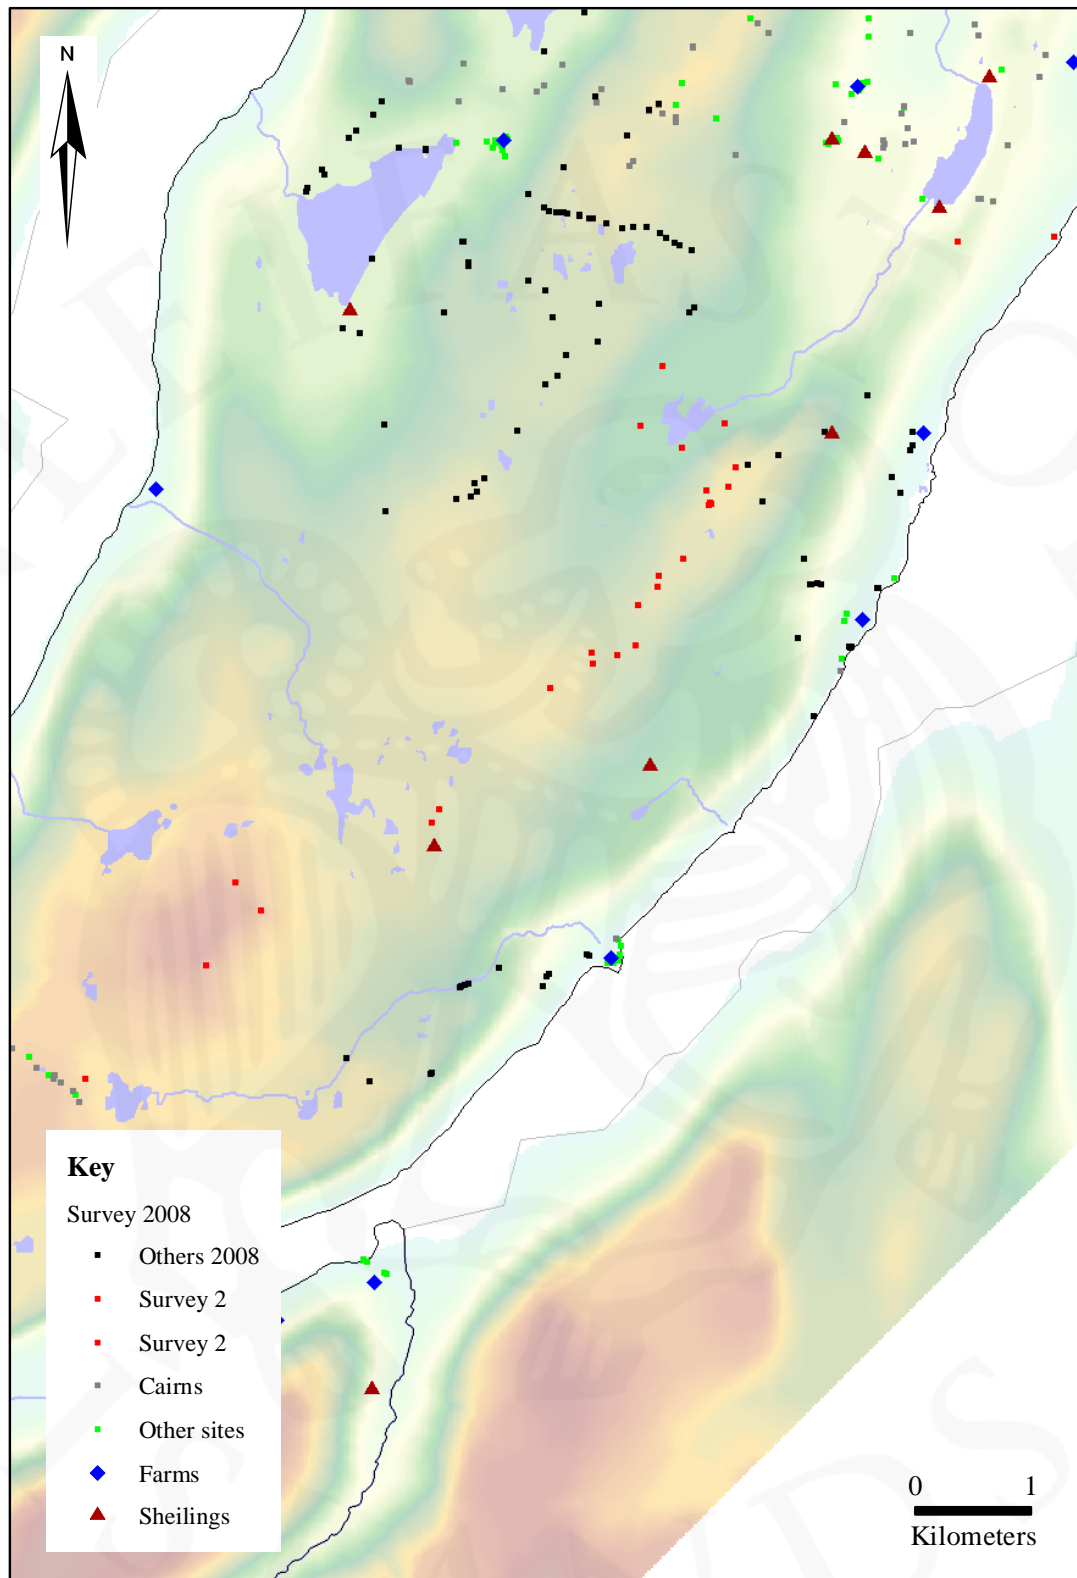 N
Key
Survey 2008
Others 2008
Survey 2
Survey 2
Cairns
Other sites
Farms
Sheilings
0 1
Kilometers